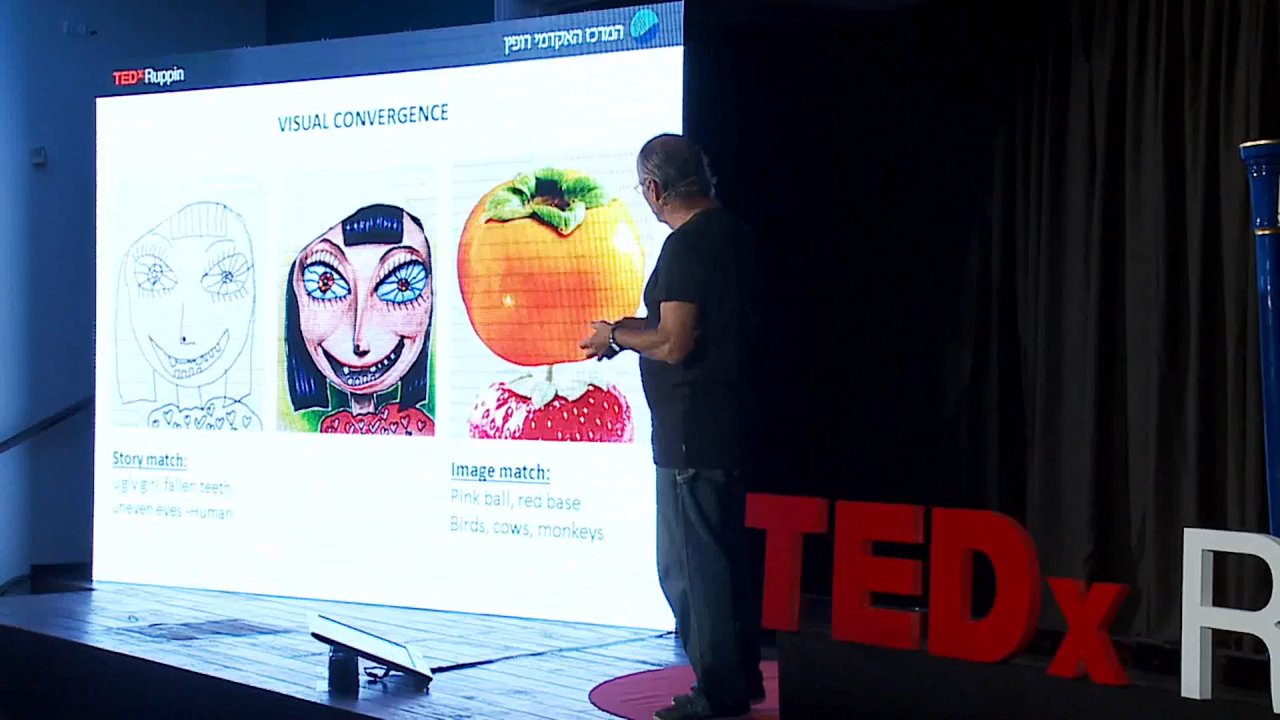 TEDxRuppin
המרכז האקדמי רופין
VISUAL CONVERGENCE
Story match:
ugly girl, fallen teeth,
uneven eyes -Human
Image match:
Pink ball, red base
Birds, cows, monkeys
TEDx R